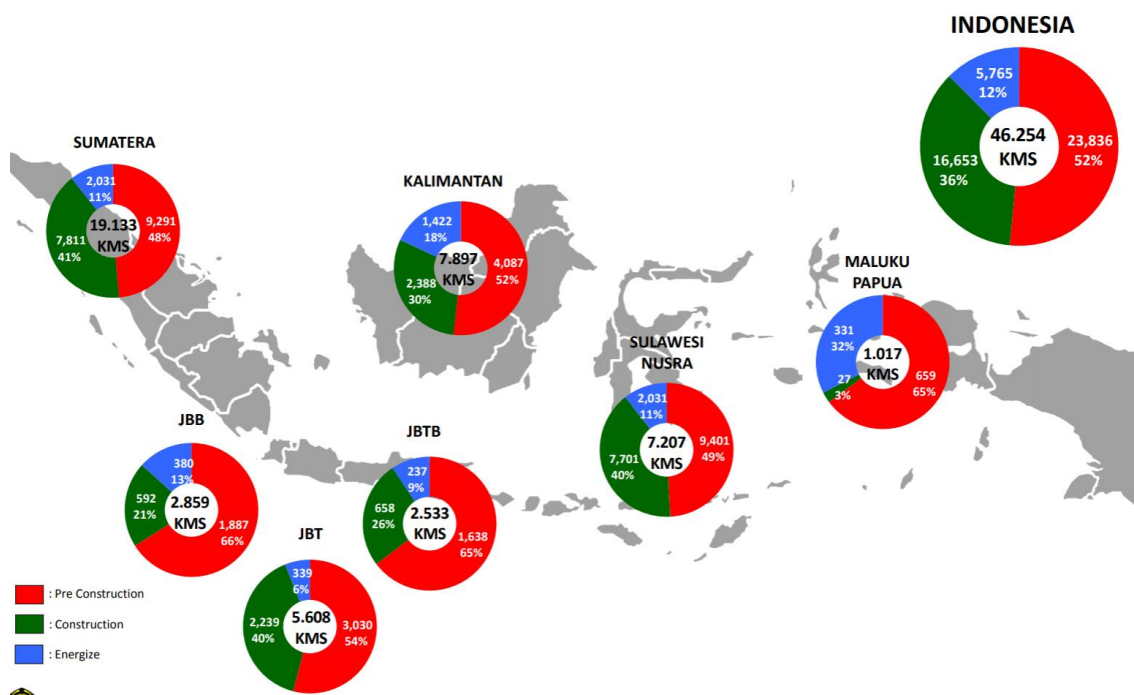 INDONESIA
5,765
12%
46.254
KMS
23,836
52%
16,653
36%
SUMATERA
2,031
11%
19.133
KMS
9,291
48%
7,811
41%
KALIMANTAN
1,422
18%
7.897
KMS
4,087
52%
2,388
30%
MALUKU
PAPUA
331
32%
1.017
KMS
27
3%
659
65%
SULAWESI
NUSRA
2,031
11%
7.207
KMS
9,401
49%
7,701
40%
JBB
380
13%
592
21%
2.859
KMS
1,887
66%
JBTB
237
9%
658
26%
2.533
KMS
1,638
65%
JBT
339
6%
2,239
40%
5.608
KMS
3,030
54%
: Pre Construction
: Construction
: Energize